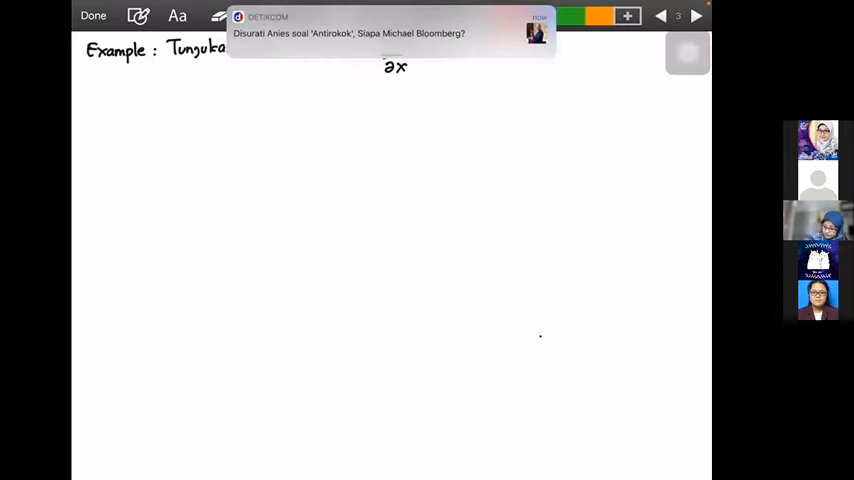 Done Aa 3
DETIKCOM now
Disurati Anies soal 'Antirokok', Siapa Michael Bloomberg?
Example : Tunjuka
∂x